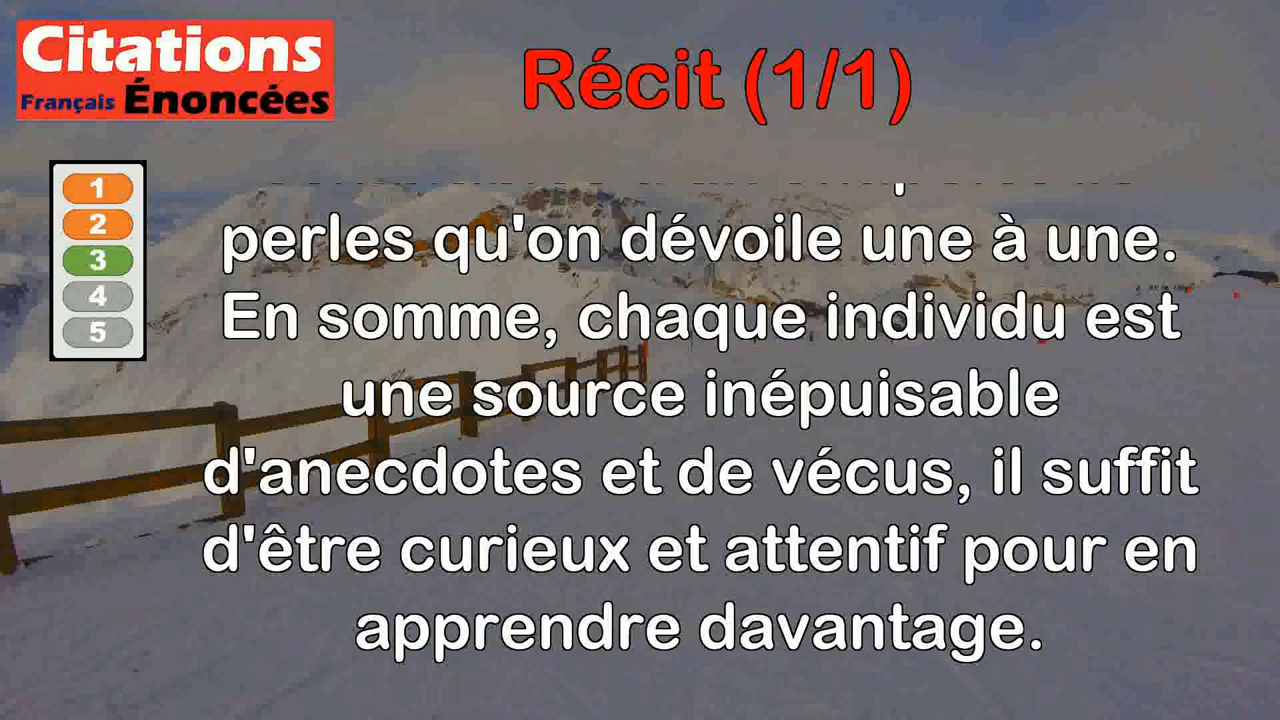 Citations
Français Énoncées
Récit (1/1)
1
2
3
4
5
perles qu'on dévoile une à une.
En somme, chaque individu est
une source inépuisable
d'anecdotes et de vécus, il suffit
d'être curieux et attentif pour en
apprendre davantage.